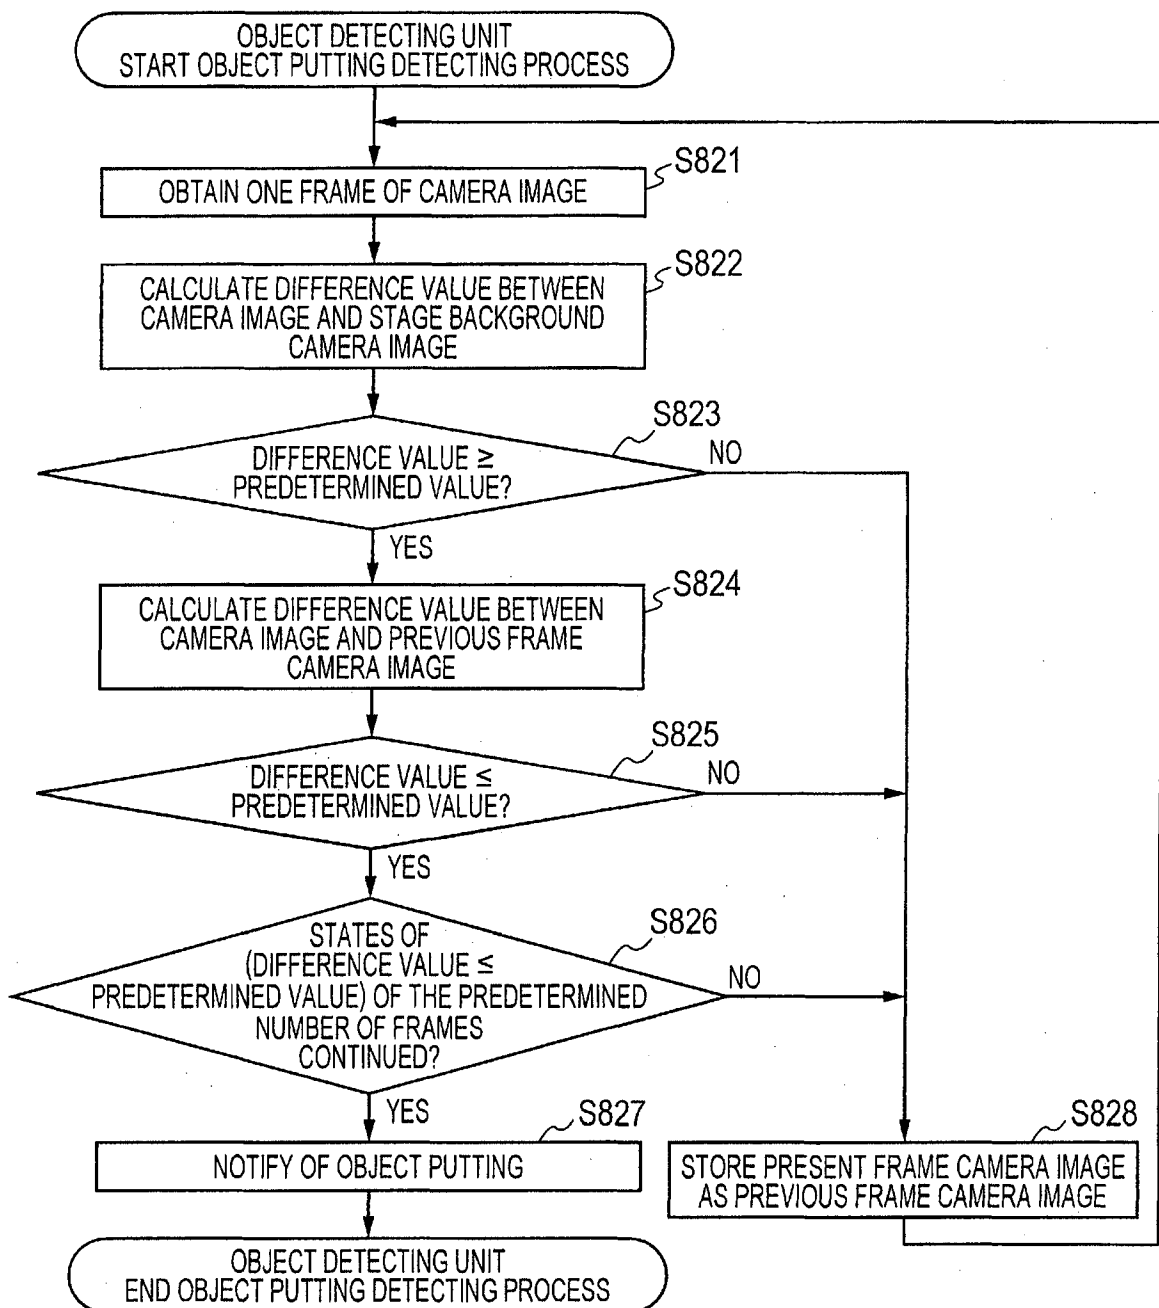 OBJECT DETECTING UNIT
START OBJECT PUTTING DETECTING PROCESS
S821
OBTAIN ONE FRAME OF CAMERA IMAGE
S822
CALCULATE DIFFERENCE VALUE BETWEEN
CAMERA IMAGE AND STAGE BACKGROUND
CAMERA IMAGE
S823
DIFFERENCE VALUE ≥
PREDETERMINED VALUE?
NO
YES
S824
CALCULATE DIFFERENCE VALUE BETWEEN
CAMERA IMAGE AND PREVIOUS FRAME
CAMERA IMAGE
S825
DIFFERENCE VALUE ≤
PREDETERMINED VALUE?
NO
YES
S826
STATES OF
(DIFFERENCE VALUE ≤
PREDETERMINED VALUE) OF THE PREDETERMINED
NUMBER OF FRAMES
CONTINUED?
NO
YES
S827
NOTIFY OF OBJECT PUTTING
S828
STORE PRESENT FRAME CAMERA IMAGE
AS PREVIOUS FRAME CAMERA IMAGE
OBJECT DETECTING UNIT
END OBJECT PUTTING DETECTING PROCESS